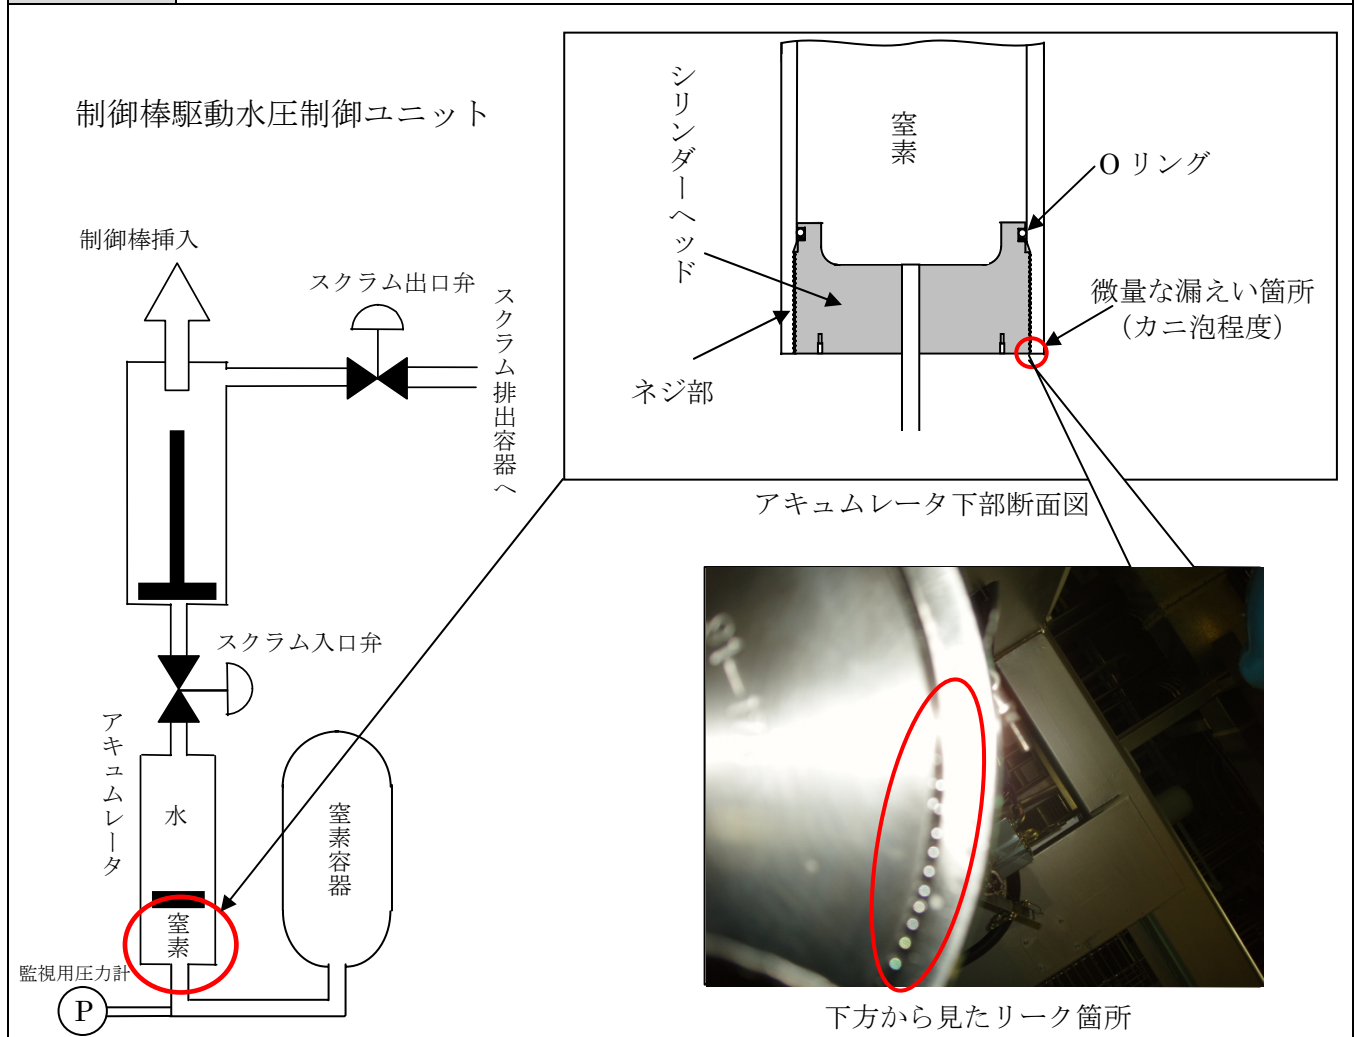 制御棒駆動水圧制御ユニット
制御棒挿入
スクラム出口弁
スクラム排出容器へ
スクラム入口弁
アキュムレータ
水
窒素
窒素容器
監視用圧力計
P
シリンダーヘッド
窒素
Oリング
微量な漏えい箇所
（カニ泡程度）
ネジ部
アキュムレータ下部断面図
下方から見たリーク箇所